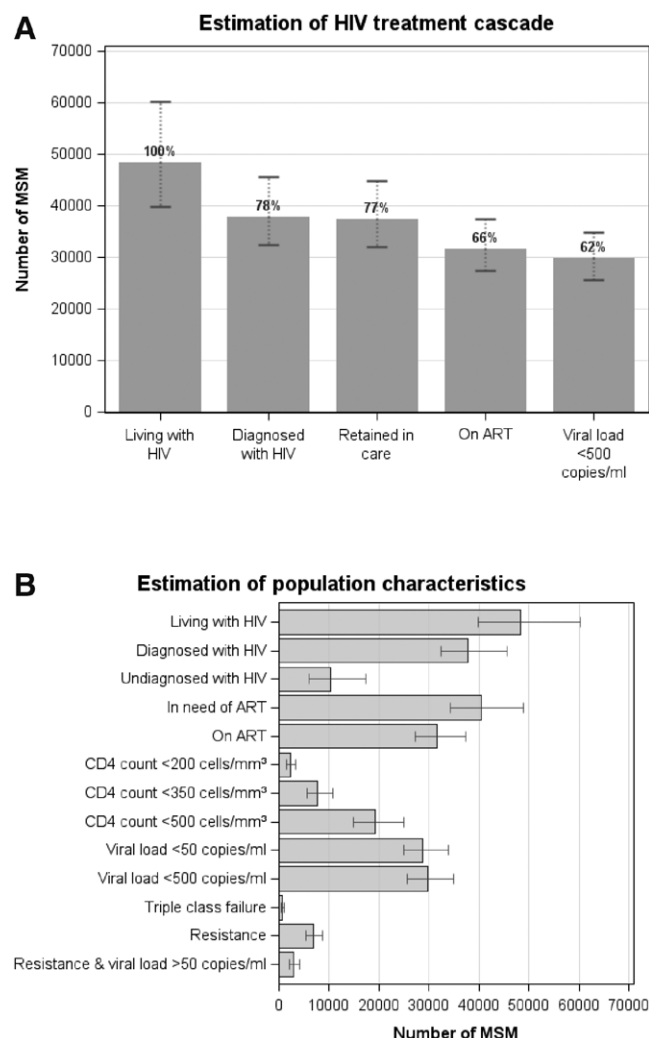 A
Estimation of HIV treatment cascade
Number of MSM
70000
60000
50000
40000
30000
20000
10000
0
100%
78%
77%
66%
62%
Living with
HIV
Diagnosed
with HIV
Retained in
care
On ART
Viral load
<500
copies/ml
B
Estimation of population characteristics
Living with HIV
Diagnosed with HIV
Undiagnosed with HIV
In need of ART
On ART
CD4 count <200 cells/mm³
CD4 count <350 cells/mm³
CD4 count <500 cells/mm³
Viral load <50 copies/ml
Viral load <500 copies/ml
Triple class failure
Resistance
Resistance & viral load >50 copies/ml
0 10000 20000 30000 40000 50000 60000 70000
Number of MSM